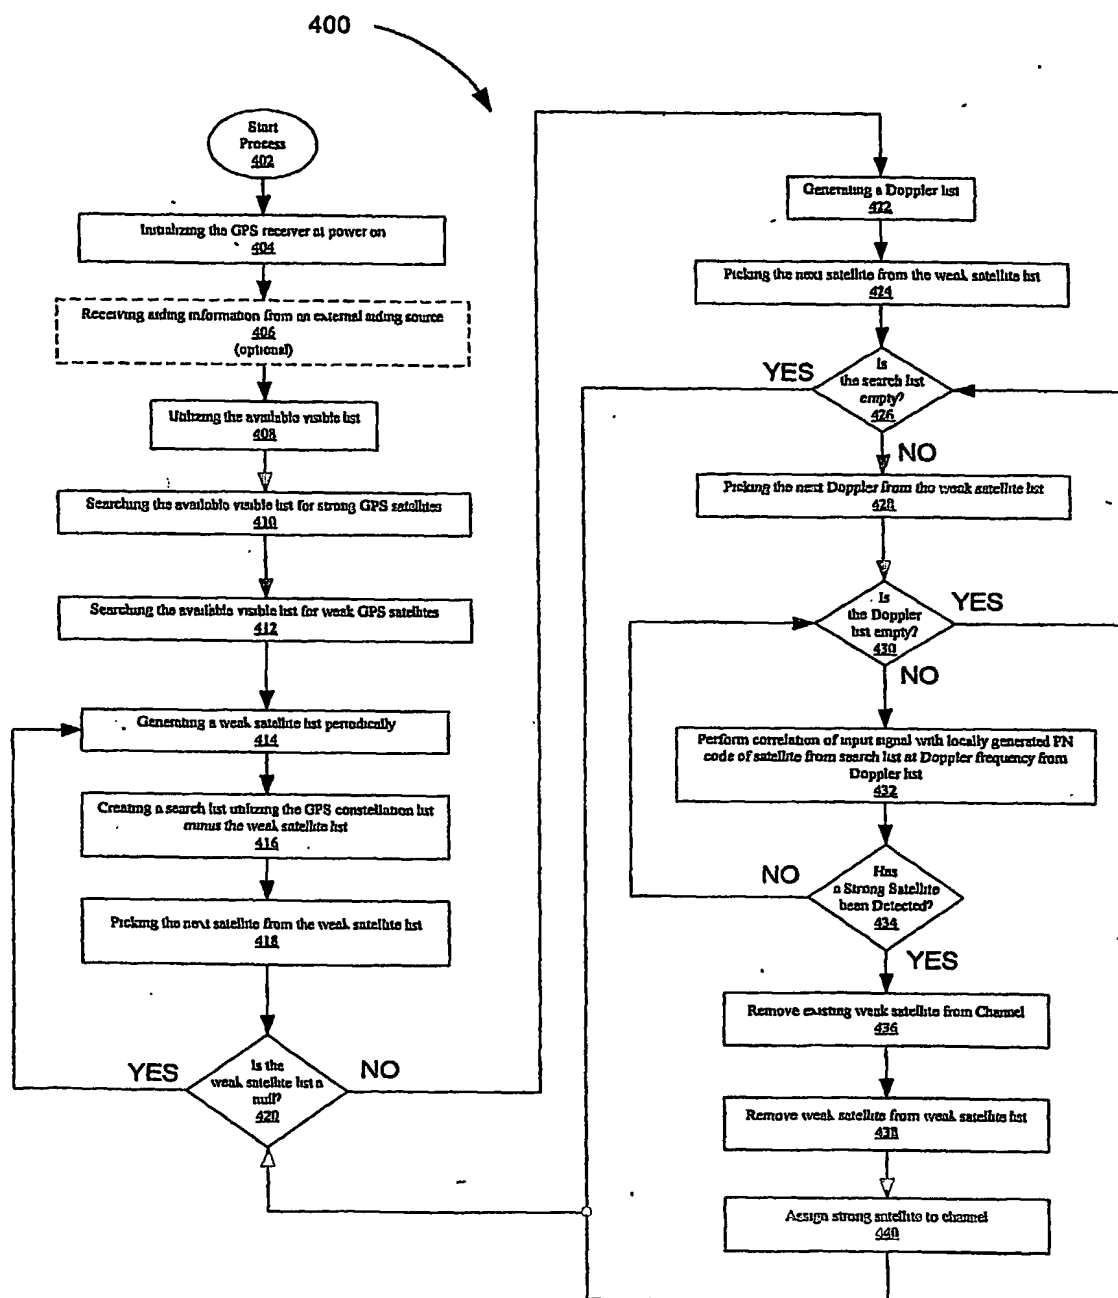 400
Start
Process
402
Initializing the GPS receiver at power on
404
Receiving aiding information from an external aiding source
406
(optional)
Utilizing the available visible list
408
Searching the available visible list for strong GPS satellites
410
Searching the available visible list for weak GPS satellites
412
Generating a weak satellite list periodically
414
Creating a search list utilizing the GPS constellation list
minus the weak satellite list
416
Picking the next satellite from the weak satellite list
418
Is the
weak satellite list a
null?
420
YES
NO
Generating a Doppler list
422
Picking the next satellite from the weak satellite list
424
Is
the search list
empty?
426
YES
NO
Picking the next Doppler from the weak satellite list
428
Is
the Doppler
list empty?
430
YES
NO
Perform correlation of input signal with locally generated PN
code of satellite from search list at Doppler frequency from
Doppler list
432
Has
a Strong Satellite
been Detected?
434
NO
YES
Remove existing weak satellite from Channel
436
Remove weak satellite from weak satellite list
438
Assign strong satellite to channel
440